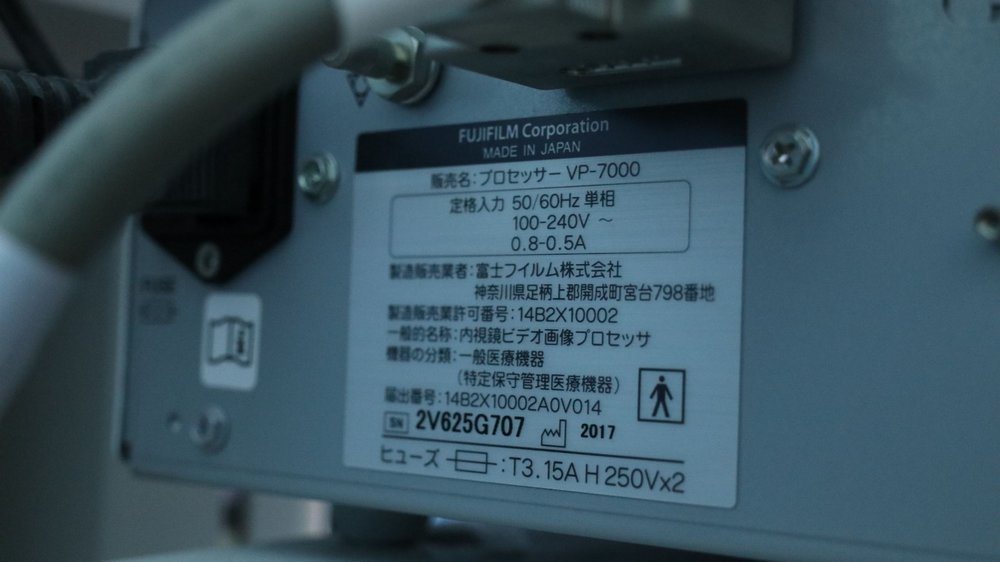 FUJIFILM Corporation
MADE IN JAPAN
販売名：プロセッサー VP-7000
定格入力 50/60Hz 単相
100-240V ～
0.8-0.5A
製造販売業者：富士フイルム株式会社
神奈川県足柄上郡開成町宮台798番地
製造販売業許可番号：14B2X10002
一般的名称：内視鏡ビデオ画像プロセッサ
機器の分類：一般医療機器
（特定保守管理医療機器）
届出番号：14B2X10002A0V014
SN 2V625G707 2017
ヒューズ：T3.15A H 250Vx2